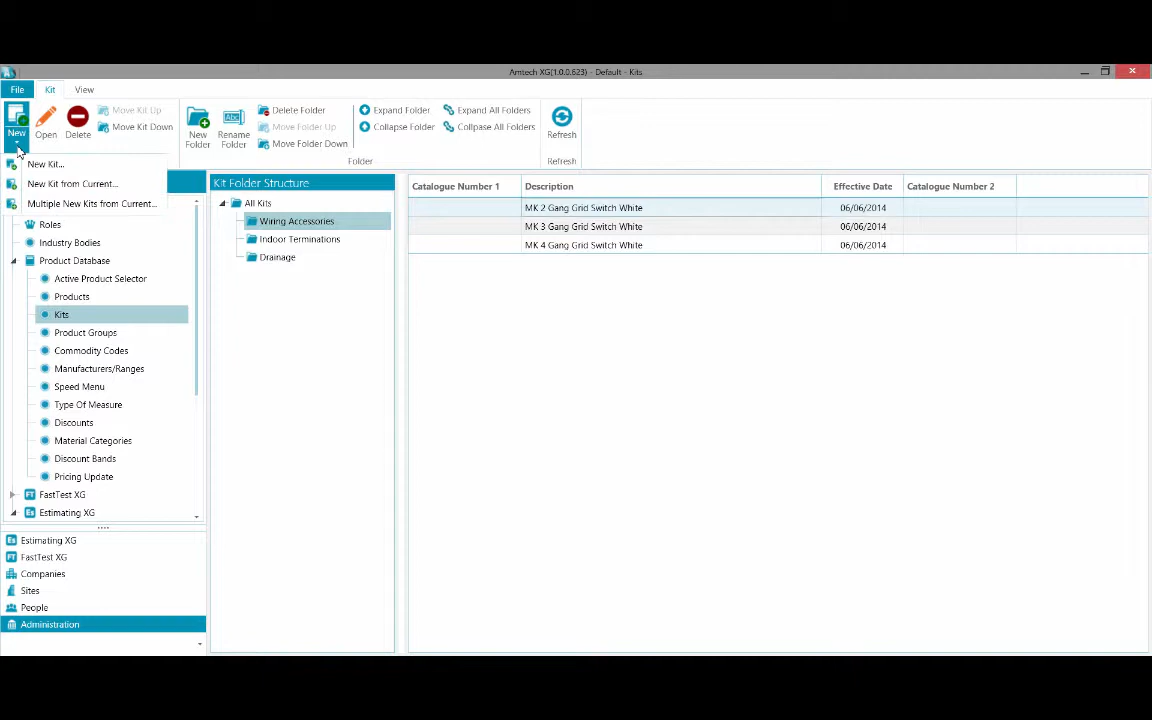 Amtech XG[1.0.0.623] - Default - Kits
File Kit View
New Open Delete Move Kit Up Move Kit Down
New Folder Rename Folder Delete Folder Move Folder Up Move Folder Down
Expand Folder Collapse Folder Expand All Folders Collpase All Folders
Refresh
Folder Refresh
New Kit...
New Kit from Current...
Multiple New Kits from Current...
Roles
Industry Bodies
Product Database
Active Product Selector
Products
Kits
Product Groups
Commodity Codes
Manufacturers/Ranges
Speed Menu
Type Of Measure
Discounts
Material Categories
Discount Bands
Pricing Update
FT FastTest XG
Es Estimating XG
Es Estimating XG
FT FastTest XG
Companies
Sites
People
Administration
Kit Folder Structure
All Kits
Wiring Accessories
Indoor Terminations
Drainage
Catalogue Number 1 Description Effective Date Catalogue Number 2
MK 2 Gang Grid Switch White 06/06/2014
MK 3 Gang Grid Switch White 06/06/2014
MK 4 Gang Grid Switch White 06/06/2014